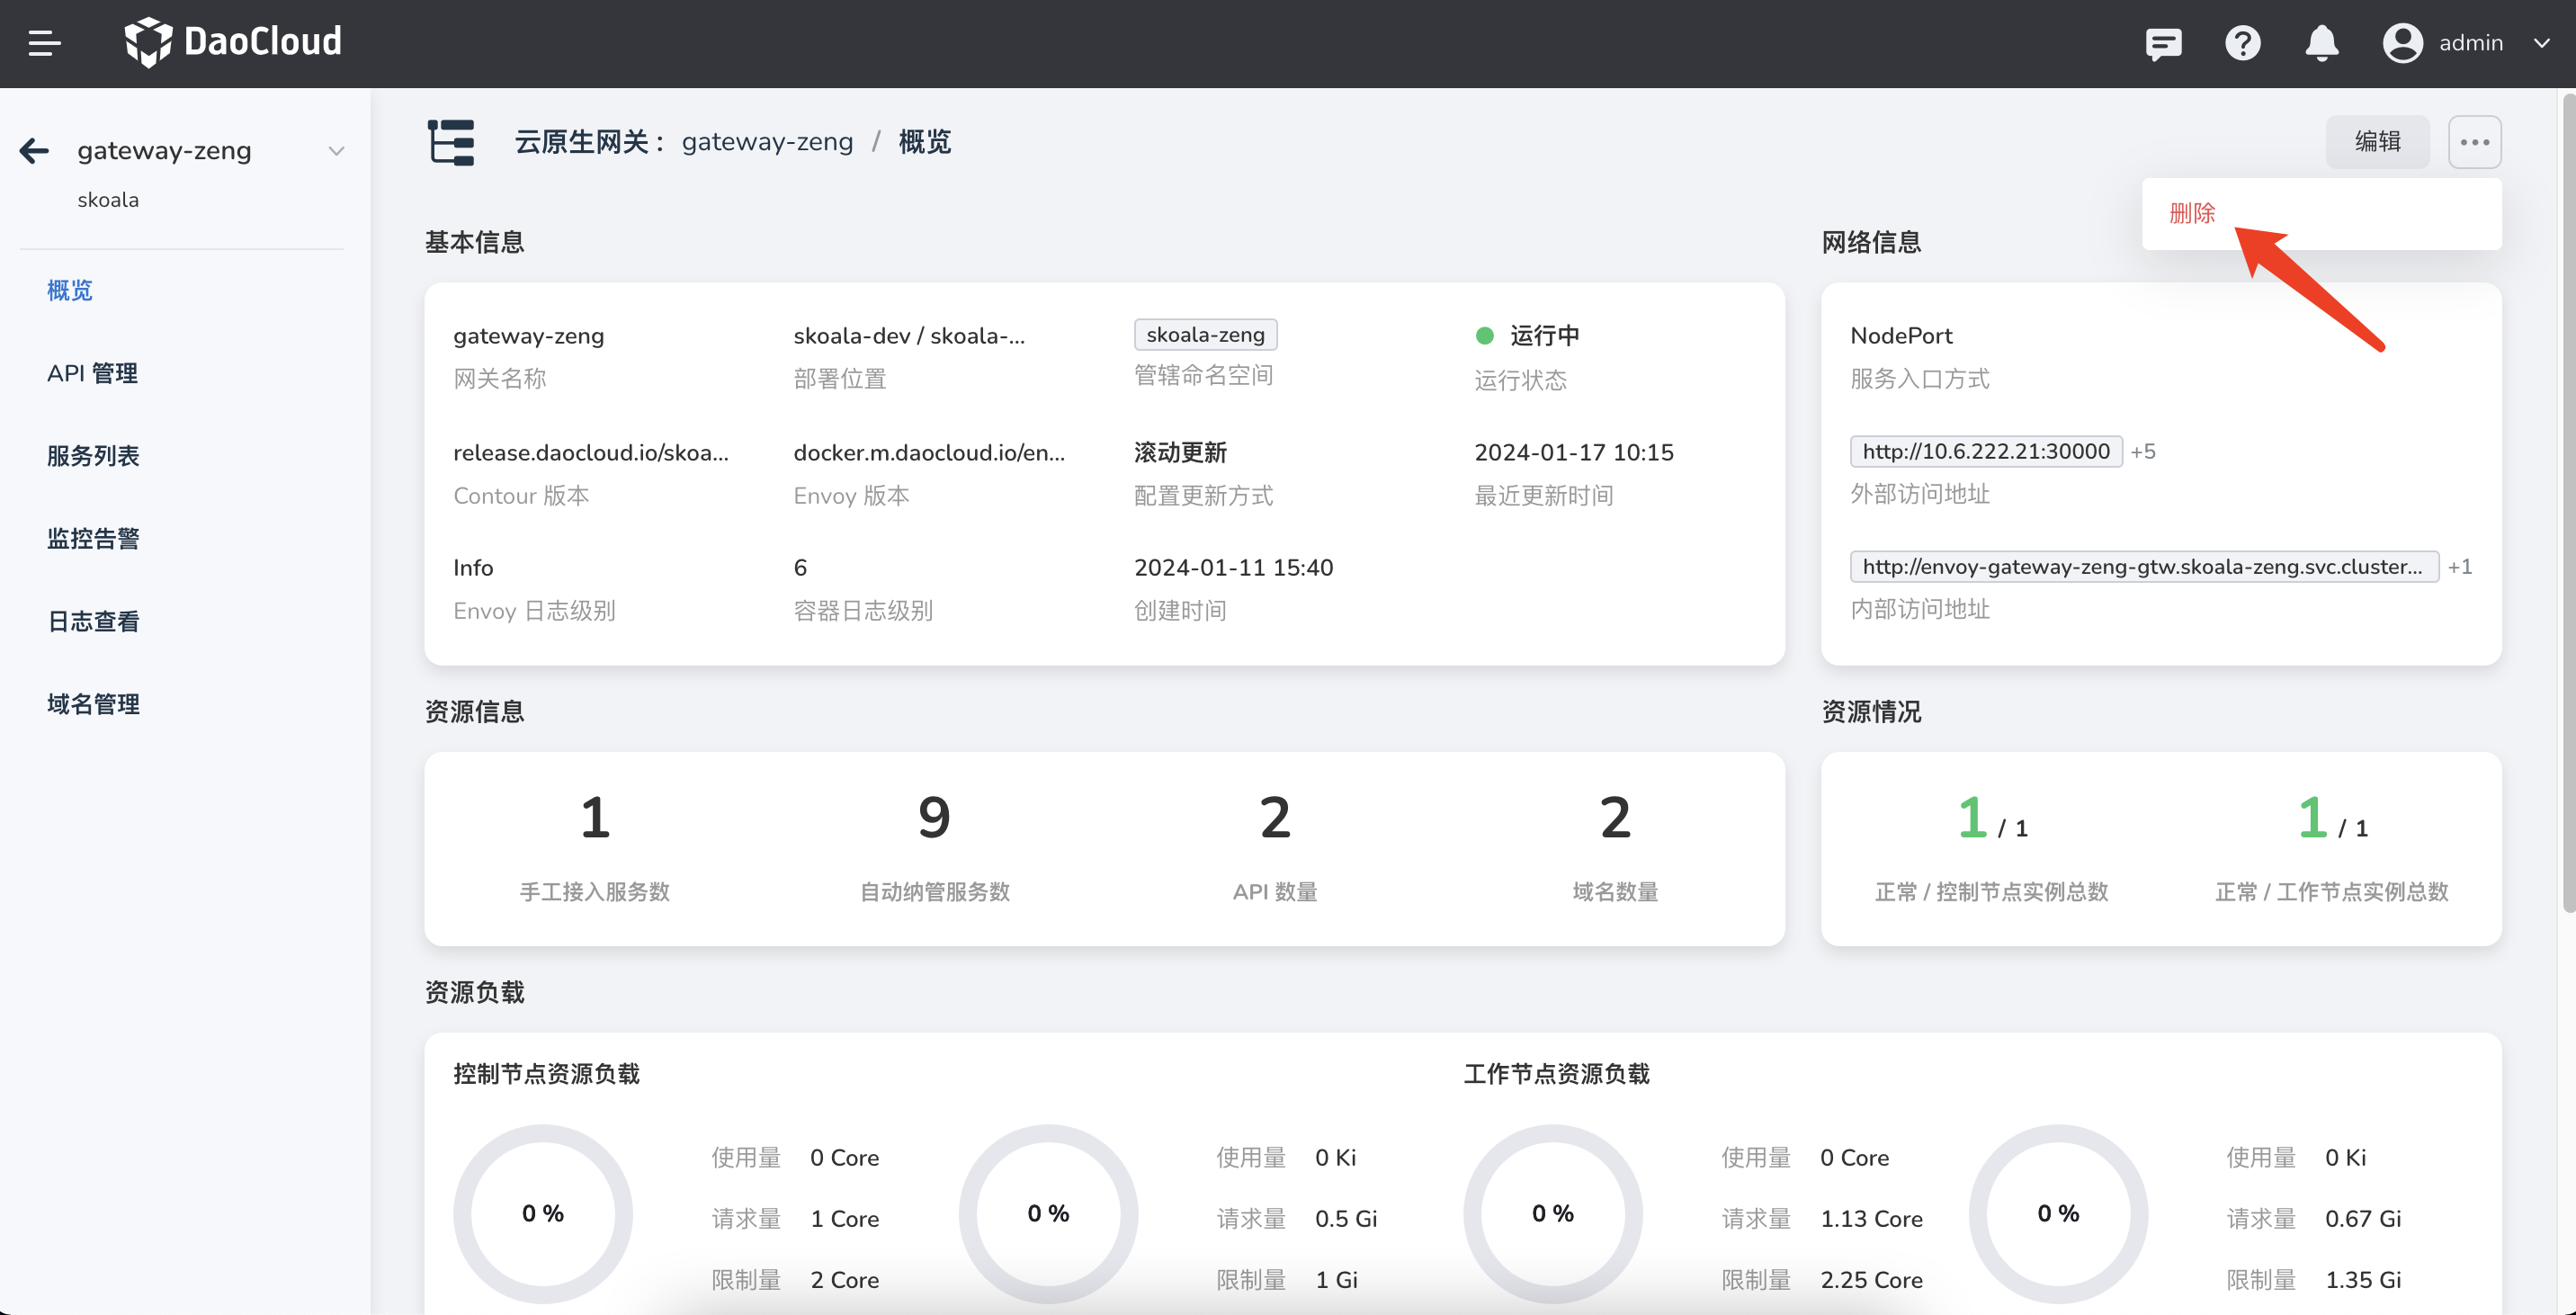 DaoCloud
admin
gateway-zeng
skoala
概览
API 管理
服务列表
监控告警
日志查看
域名管理
云原生网关： gateway-zeng / 概览
编辑
删除
基本信息
gateway-zeng
网关名称
skoala-dev / skoala-...
部署位置
skoala-zeng
管辖命名空间
运行中
运行状态
release.daocloud.io/skoa...
Contour 版本
docker.m.daocloud.io/en...
Envoy 版本
滚动更新
配置更新方式
2024-01-17 10:15
最近更新时间
Info
Envoy 日志级别
6
容器日志级别
2024-01-11 15:40
创建时间
网络信息
NodePort
服务入口方式
http://10.6.222.21:30000 +5
外部访问地址
http://envoy-gateway-zeng-gtw.skoala-zeng.svc.cluster... +1
内部访问地址
资源信息
1
手工接入服务数
9
自动纳管服务数
2
API 数量
2
域名数量
资源情况
1 / 1
正常 / 控制节点实例总数
1 / 1
正常 / 工作节点实例总数
资源负载
控制节点资源负载
0 %
使用量 0 Core
请求量 1 Core
限制量 2 Core
0 %
使用量 0 Ki
请求量 0.5 Gi
限制量 1 Gi
工作节点资源负载
0 %
使用量 0 Core
请求量 1.13 Core
限制量 2.25 Core
0 %
使用量 0 Ki
请求量 0.67 Gi
限制量 1.35 Gi